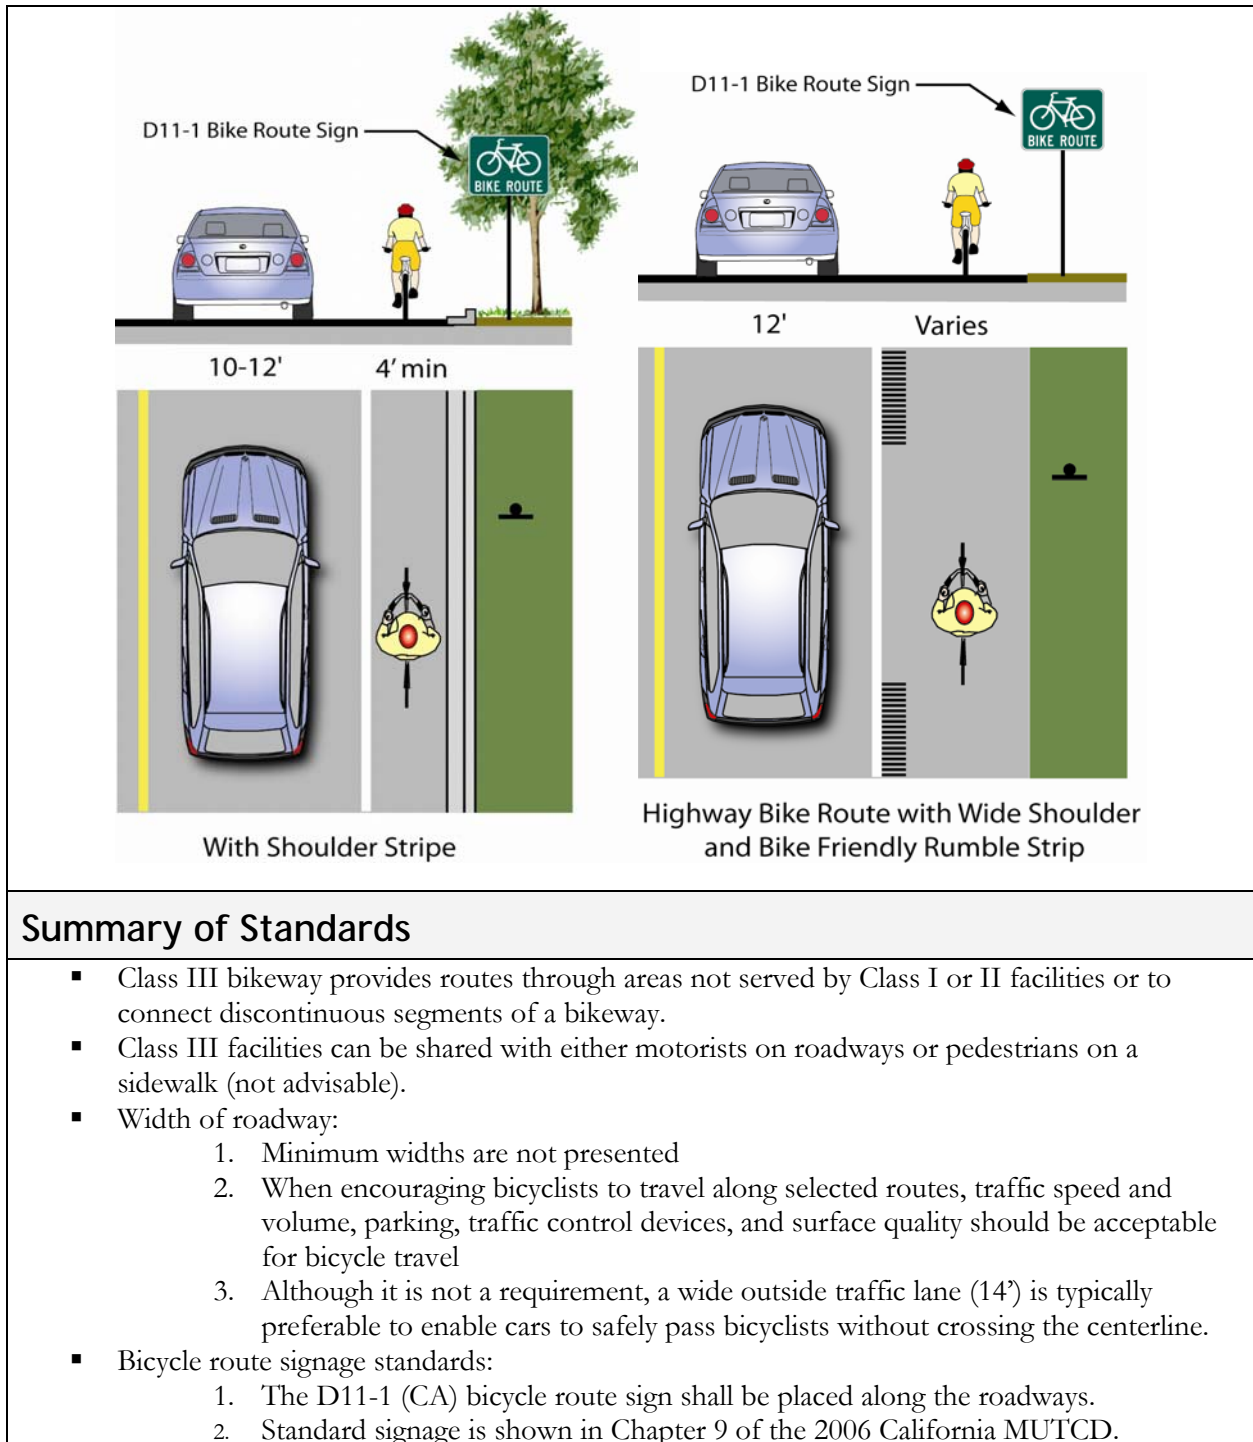 D11-1 Bike Route Sign
BIKE ROUTE
10-12'
4' min
With Shoulder Stripe
D11-1 Bike Route Sign
BIKE ROUTE
12'
Varies
Highway Bike Route with Wide Shoulder
and Bike Friendly Rumble Strip
Summary of Standards
▪ Class III bikeway provides routes through areas not served by Class I or II facilities or to
connect discontinuous segments of a bikeway.
▪ Class III facilities can be shared with either motorists on roadways or pedestrians on a
sidewalk (not advisable).
▪ Width of roadway:
1. Minimum widths are not presented
2. When encouraging bicyclists to travel along selected routes, traffic speed and
volume, parking, traffic control devices, and surface quality should be acceptable
for bicycle travel
3. Although it is not a requirement, a wide outside traffic lane (14’) is typically
preferable to enable cars to safely pass bicyclists without crossing the centerline.
▪ Bicycle route signage standards:
1. The D11-1 (CA) bicycle route sign shall be placed along the roadways.
2. Standard signage is shown in Chapter 9 of the 2006 California MUTCD.